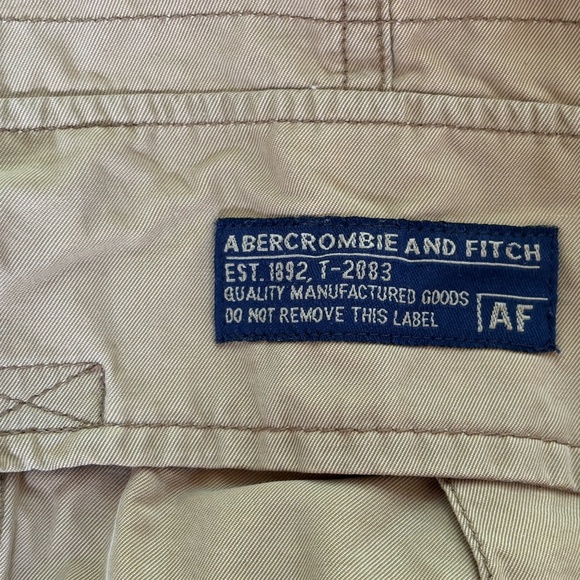 ABERCROMBIE AND FITCH
EST. 1892, T-2083
QUALITY MANUFACTURED GOODS
DO NOT REMOVE THIS LABEL
AF